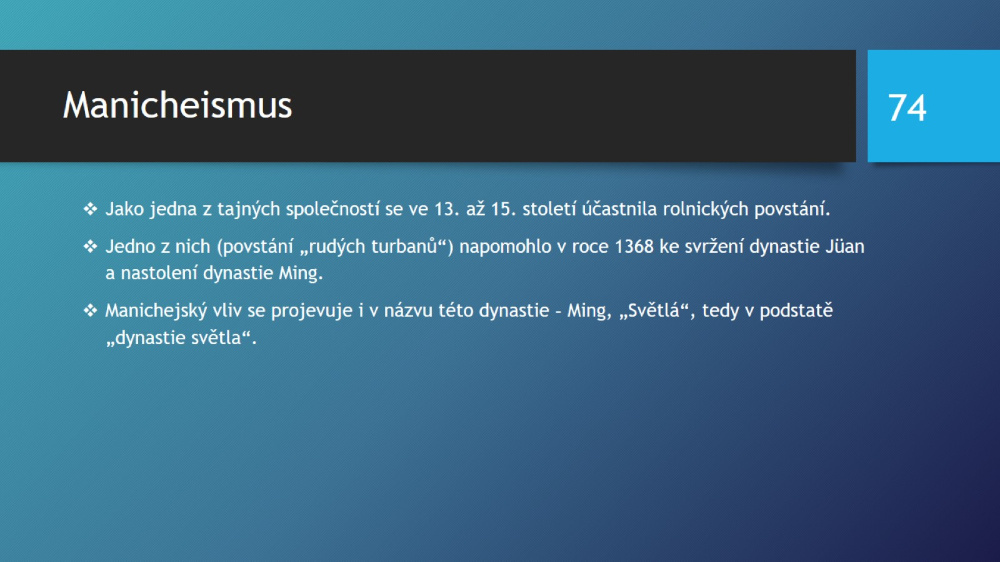 Manicheismus
74
❖ Jako jedna z tajných společností se ve 13. až 15. století účastnila rolnických povstání.
❖ Jedno z nich (povstání „rudých turbanů“) napomohlo v roce 1368 ke svržení dynastie Jüan
a nastolení dynastie Ming.
❖ Manichejský vliv se projevuje i v názvu této dynastie – Ming, „Světlá“, tedy v podstatě
„dynastie světla“.